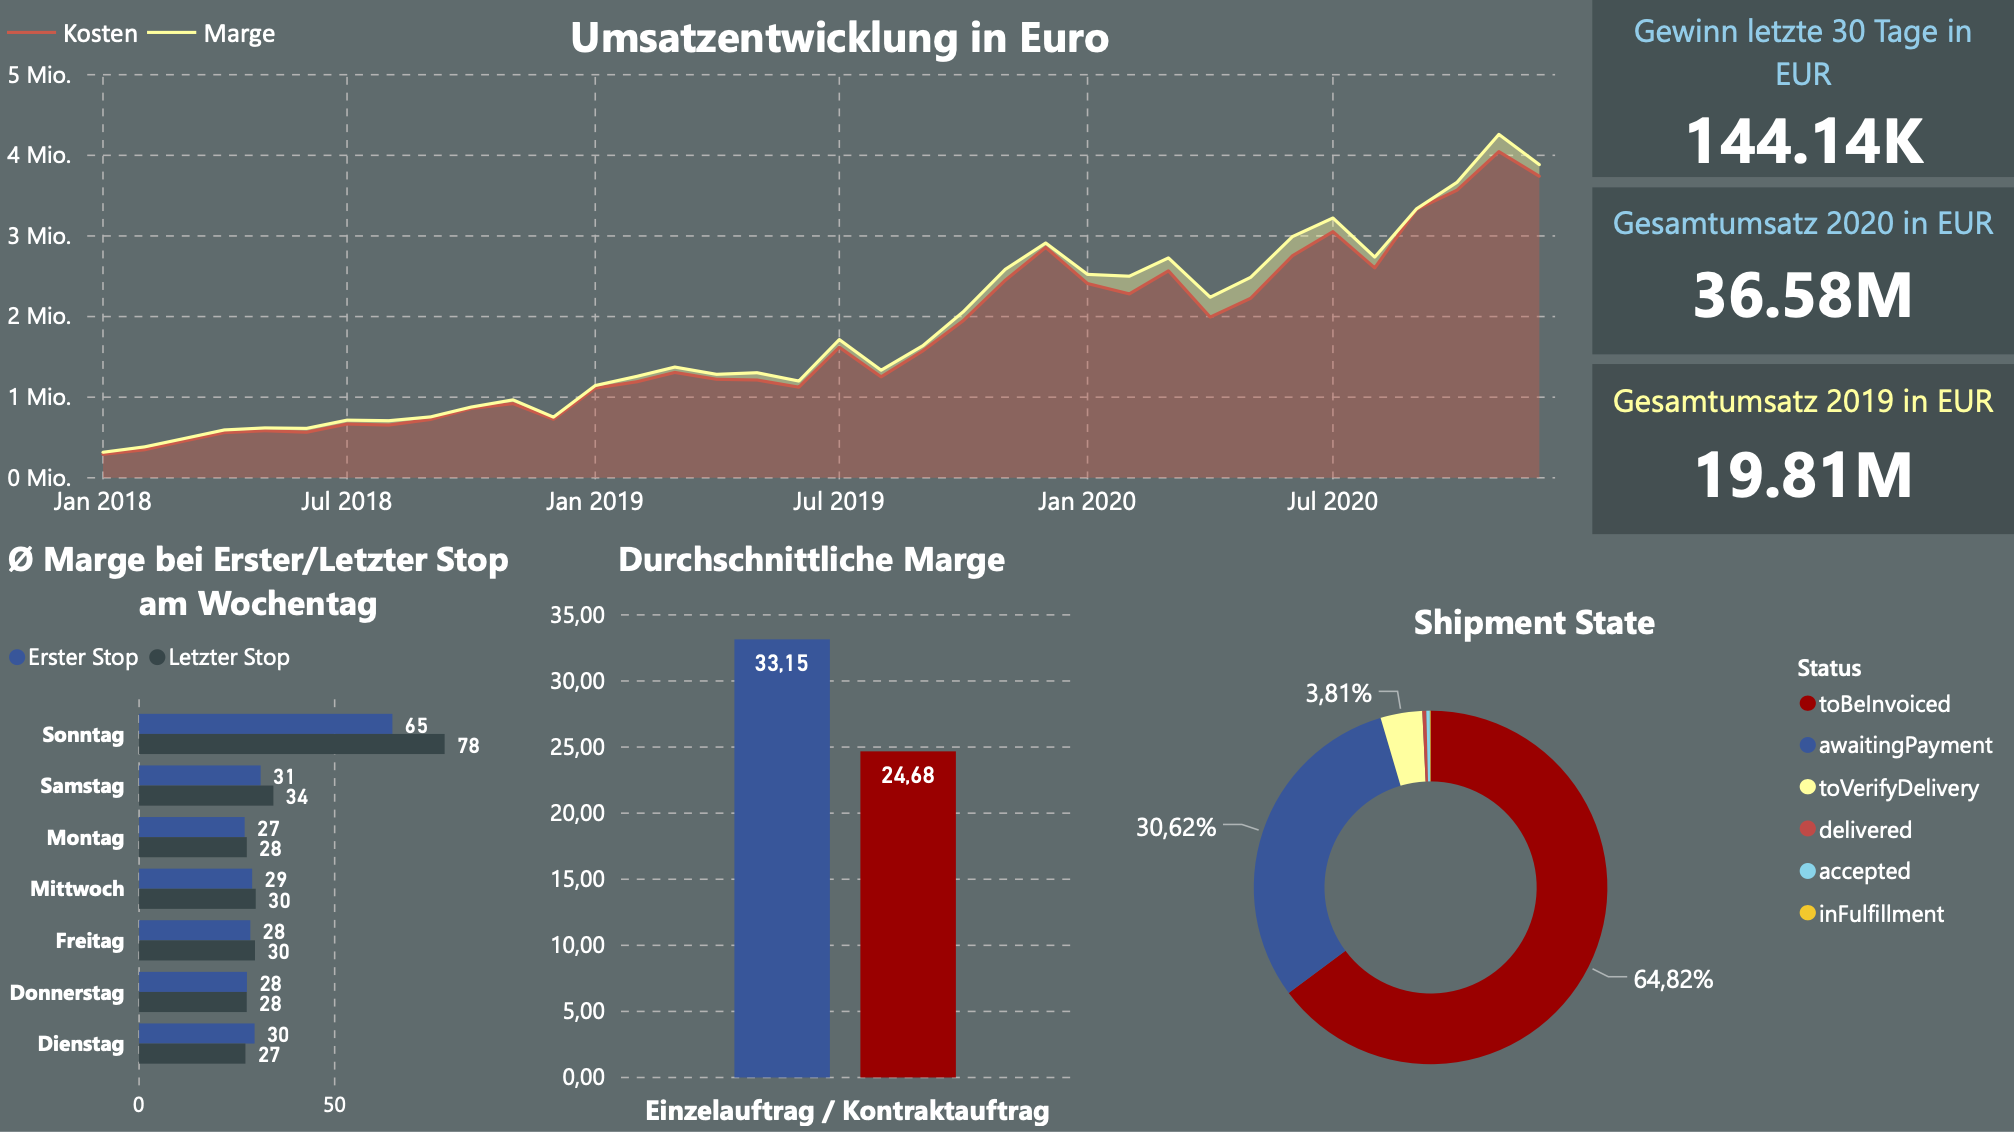 Kosten Marge
Umsatzentwicklung in Euro
5 Mio.
4 Mio.
3 Mio.
2 Mio.
1 Mio.
0 Mio.
Jan 2018 Jul 2018 Jan 2019 Jul 2019 Jan 2020 Jul 2020
Gewinn letzte 30 Tage in
EUR
144.14K
Gesamtumsatz 2020 in EUR
36.58M
Gesamtumsatz 2019 in EUR
19.81M
Ø Marge bei Erster/Letzter Stop
am Wochentag
Erster Stop Letzter Stop
Sonntag 65
78
Samstag 31
34
Montag 27
28
Mittwoch 29
30
Freitag 28
30
Donnerstag 28
28
Dienstag 30
27
0 50
Durchschnittliche Marge
35,00
30,00
25,00
20,00
15,00
10,00
5,00
0,00
33,15
24,68
Einzelauftrag / Kontraktauftrag
Shipment State
3,81%
30,62%
64,82%
Status
toBeInvoiced
awaitingPayment
toVerifyDelivery
delivered
accepted
inFulfillment